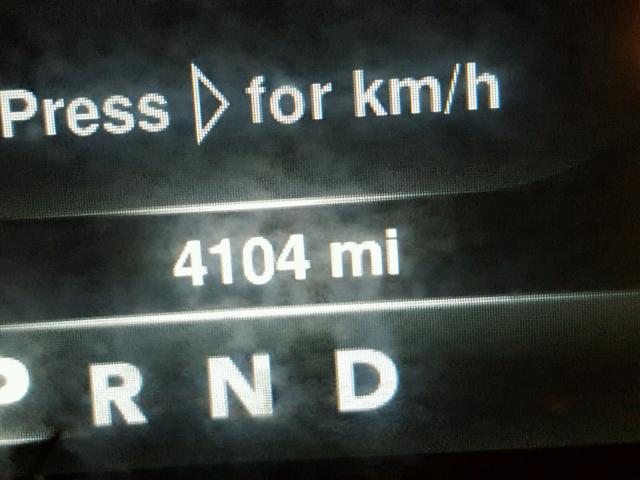 Press ▷ for km/h
4104 mi
P R N D